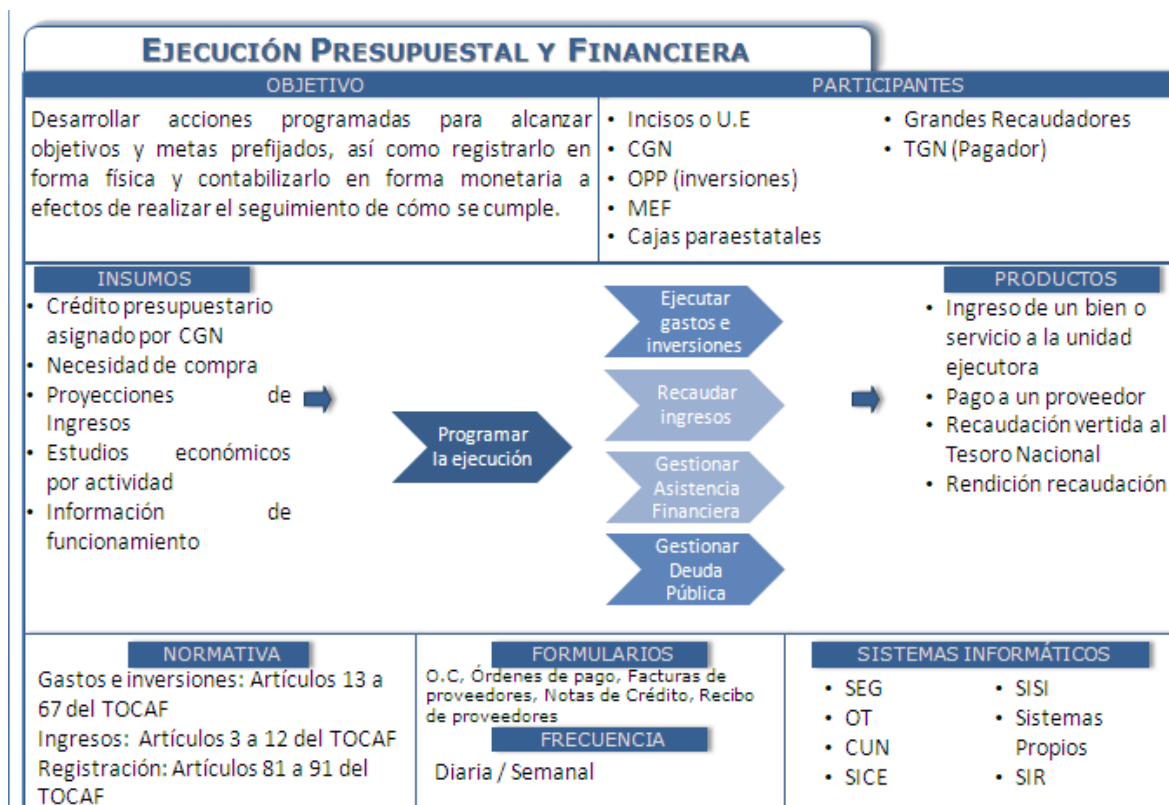 EJECUCIÓN PRESUPUESTAL Y FINANCIERA
OBJETIVO
Desarrollar acciones programadas para alcanzar
objetivos y metas prefijados, así como registrarlo en
forma física y contabilizarlo en forma monetaria a
efectos de realizar el seguimiento de cómo se cumple.
PARTICIPANTES
• Incisos o U.E
• CGN
• OPP (inversiones)
• MEF
• Cajas paraestatales
• Grandes Recaudadores
• TGN (Pagador)
INSUMOS
• Crédito presupuestario
asignado por CGN
• Necesidad de compra
• Proyecciones de
Ingresos
• Estudios económicos
por actividad
• Información de
funcionamiento
Programar
la ejecución
Ejecutar
gastos e
inversiones
Recaudar
ingresos
Gestionar
Asistencia
Financiera
Gestionar
Deuda
Pública
PRODUCTOS
• Ingreso de un bien o
servicio a la unidad
ejecutora
• Pago a un proveedor
• Recaudación vertida al
Tesoro Nacional
• Rendición recaudación
NORMATIVA
Gastos e inversiones: Artículos 13 a
67 del TOCAF
Ingresos: Artículos 3 a 12 del TOCAF
Registración: Artículos 81 a 91 del
TOCAF
FORMULARIOS
O.C, Órdenes de pago, Facturas de
proveedores, Notas de Crédito, Recibo
de proveedores
FRECUENCIA
Diaria / Semanal
SISTEMAS INFORMÁTICOS
• SEG
• OT
• CUN
• SICE
• SISI
• Sistemas
Propios
• SIR